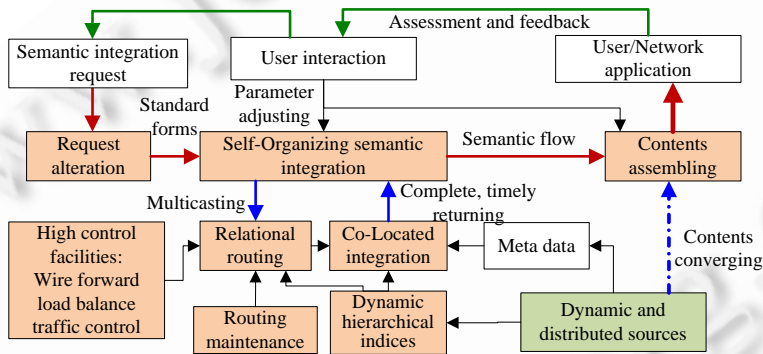 Assessment and feedback
Semantic integration
request
User interaction
User/Network
application
Parameter
adjusting
Standard
forms
Request
alteration
Self-Organizing semantic
integration
Semantic flow
Contents
assembling
Multicasting
Complete, timely
returning
High control
facilities:
Wire forward
load balance
traffic control
Relational
routing
Co-Located
integration
Meta data
Contents
converging
Routing
maintenance
Dynamic
hierarchical
indices
Dynamic and
distributed sources